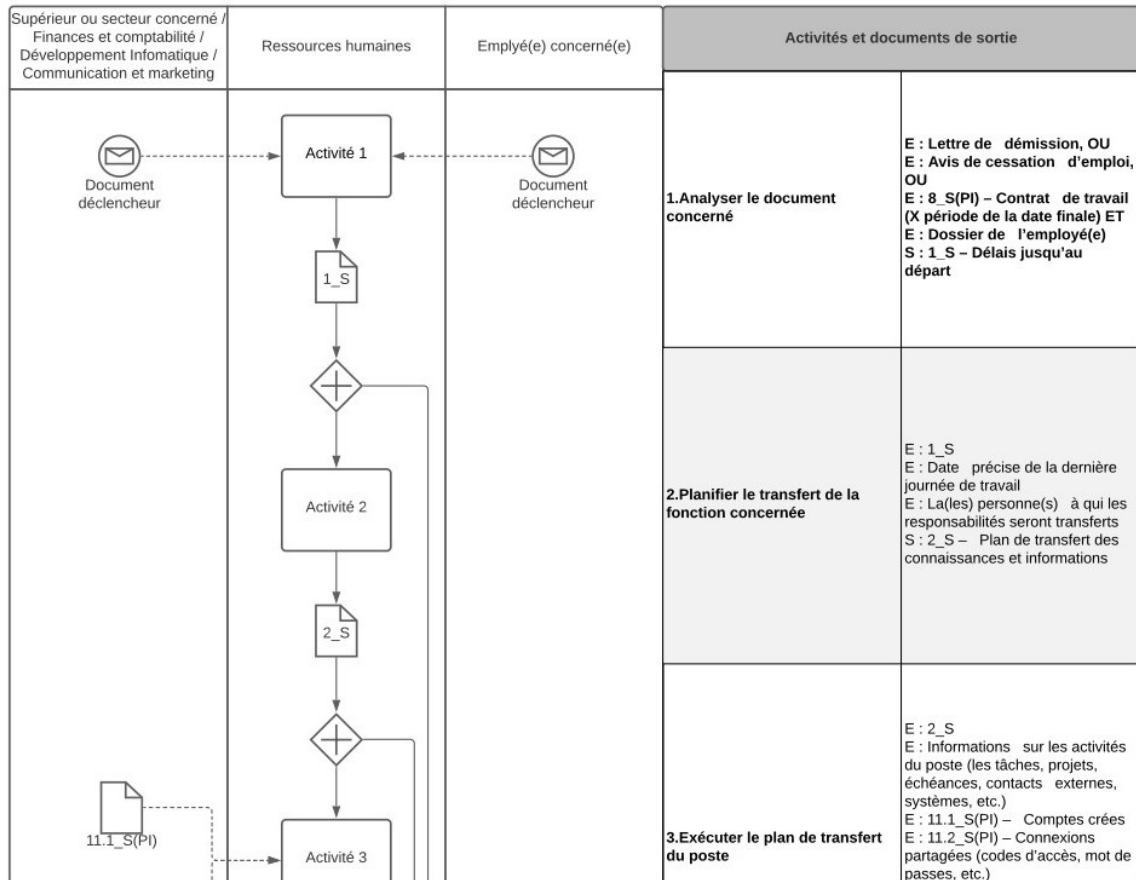 Supérieur ou secteur concerné /
Finances et comptabilité /
Développement Infomatique /
Communication et marketing
Ressources humaines
Emplyé(e) concerné(e)
Activités et documents de sortie
Document
déclencheur
Activité 1
Document
déclencheur
1_S
1.Analyser le document
concerné
E : Lettre de démission, OU
E : Avis de cessation d'emploi,
OU
E : 8_S(PI) – Contrat de travail
(X période de la date finale) ET
E : Dossier de l'employé(e)
S : 1_S – Délais jusqu'au
départ
Activité 2
2_S
2.Planifier le transfert de la
fonction concernée
E : 1_S
E : Date précise de la dernière
journée de travail
E : La(les) personne(s) à qui les
responsabilités seront transferts
S : 2_S – Plan de transfert des
connaissances et informations
11.1_S(PI)
Activité 3
3.Exécuter le plan de transfert
du poste
E : 2_S
E : Informations sur les activités
du poste (les tâches, projets,
échéances, contacts externes,
systèmes, etc.)
E : 11.1_S(PI) – Comptes crées
E : 11.2_S(PI) – Connexions
partagées (codes d'accès, mot de
passes, etc.)